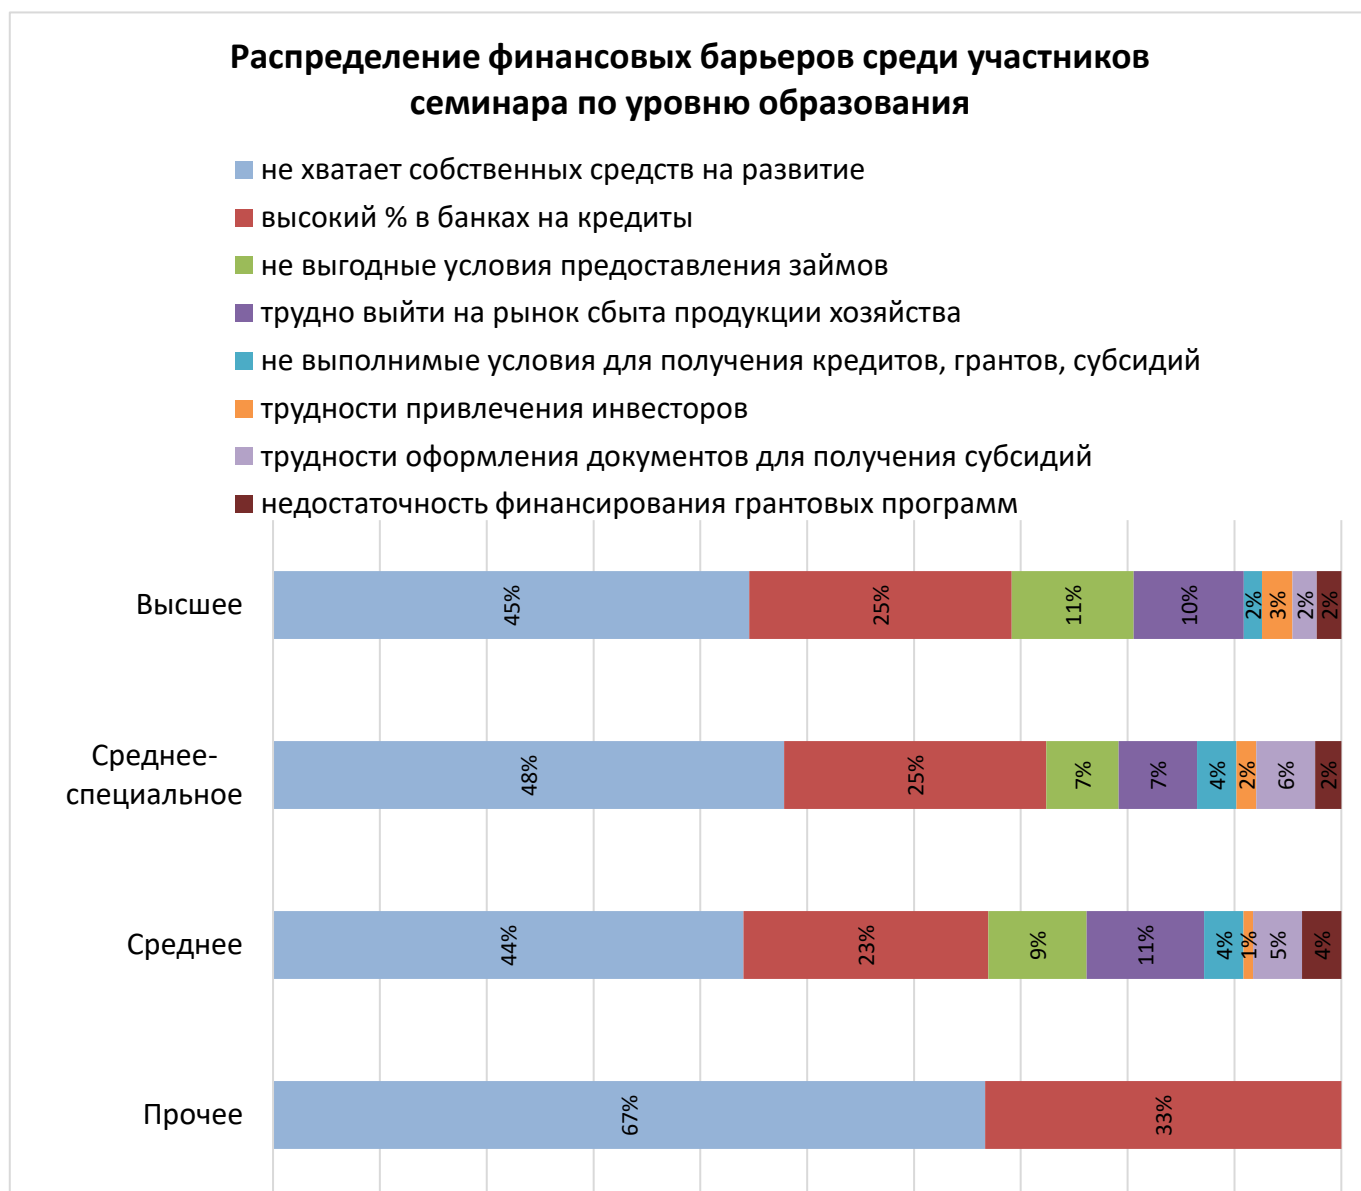 Распределение финансовых барьеров среди участников
семинара по уровню образования
не хватает собственных средств на развитие
высокий % в банках на кредиты
не выгодные условия предоставления займов
трудно выйти на рынок сбыта продукции хозяйства
не выполнимые условия для получения кредитов, грантов, субсидий
трудности привлечения инвесторов
трудности оформления документов для получения субсидий
недостаточность финансирования грантовых программ
Высшее
45% 25% 11% 10% 2% 3% 2% 2%
Среднее-
специальное
48% 25% 7% 7% 4% 2% 6% 2%
Среднее
44% 23% 9% 11% 4% 1% 5% 4%
Прочее
67% 33%